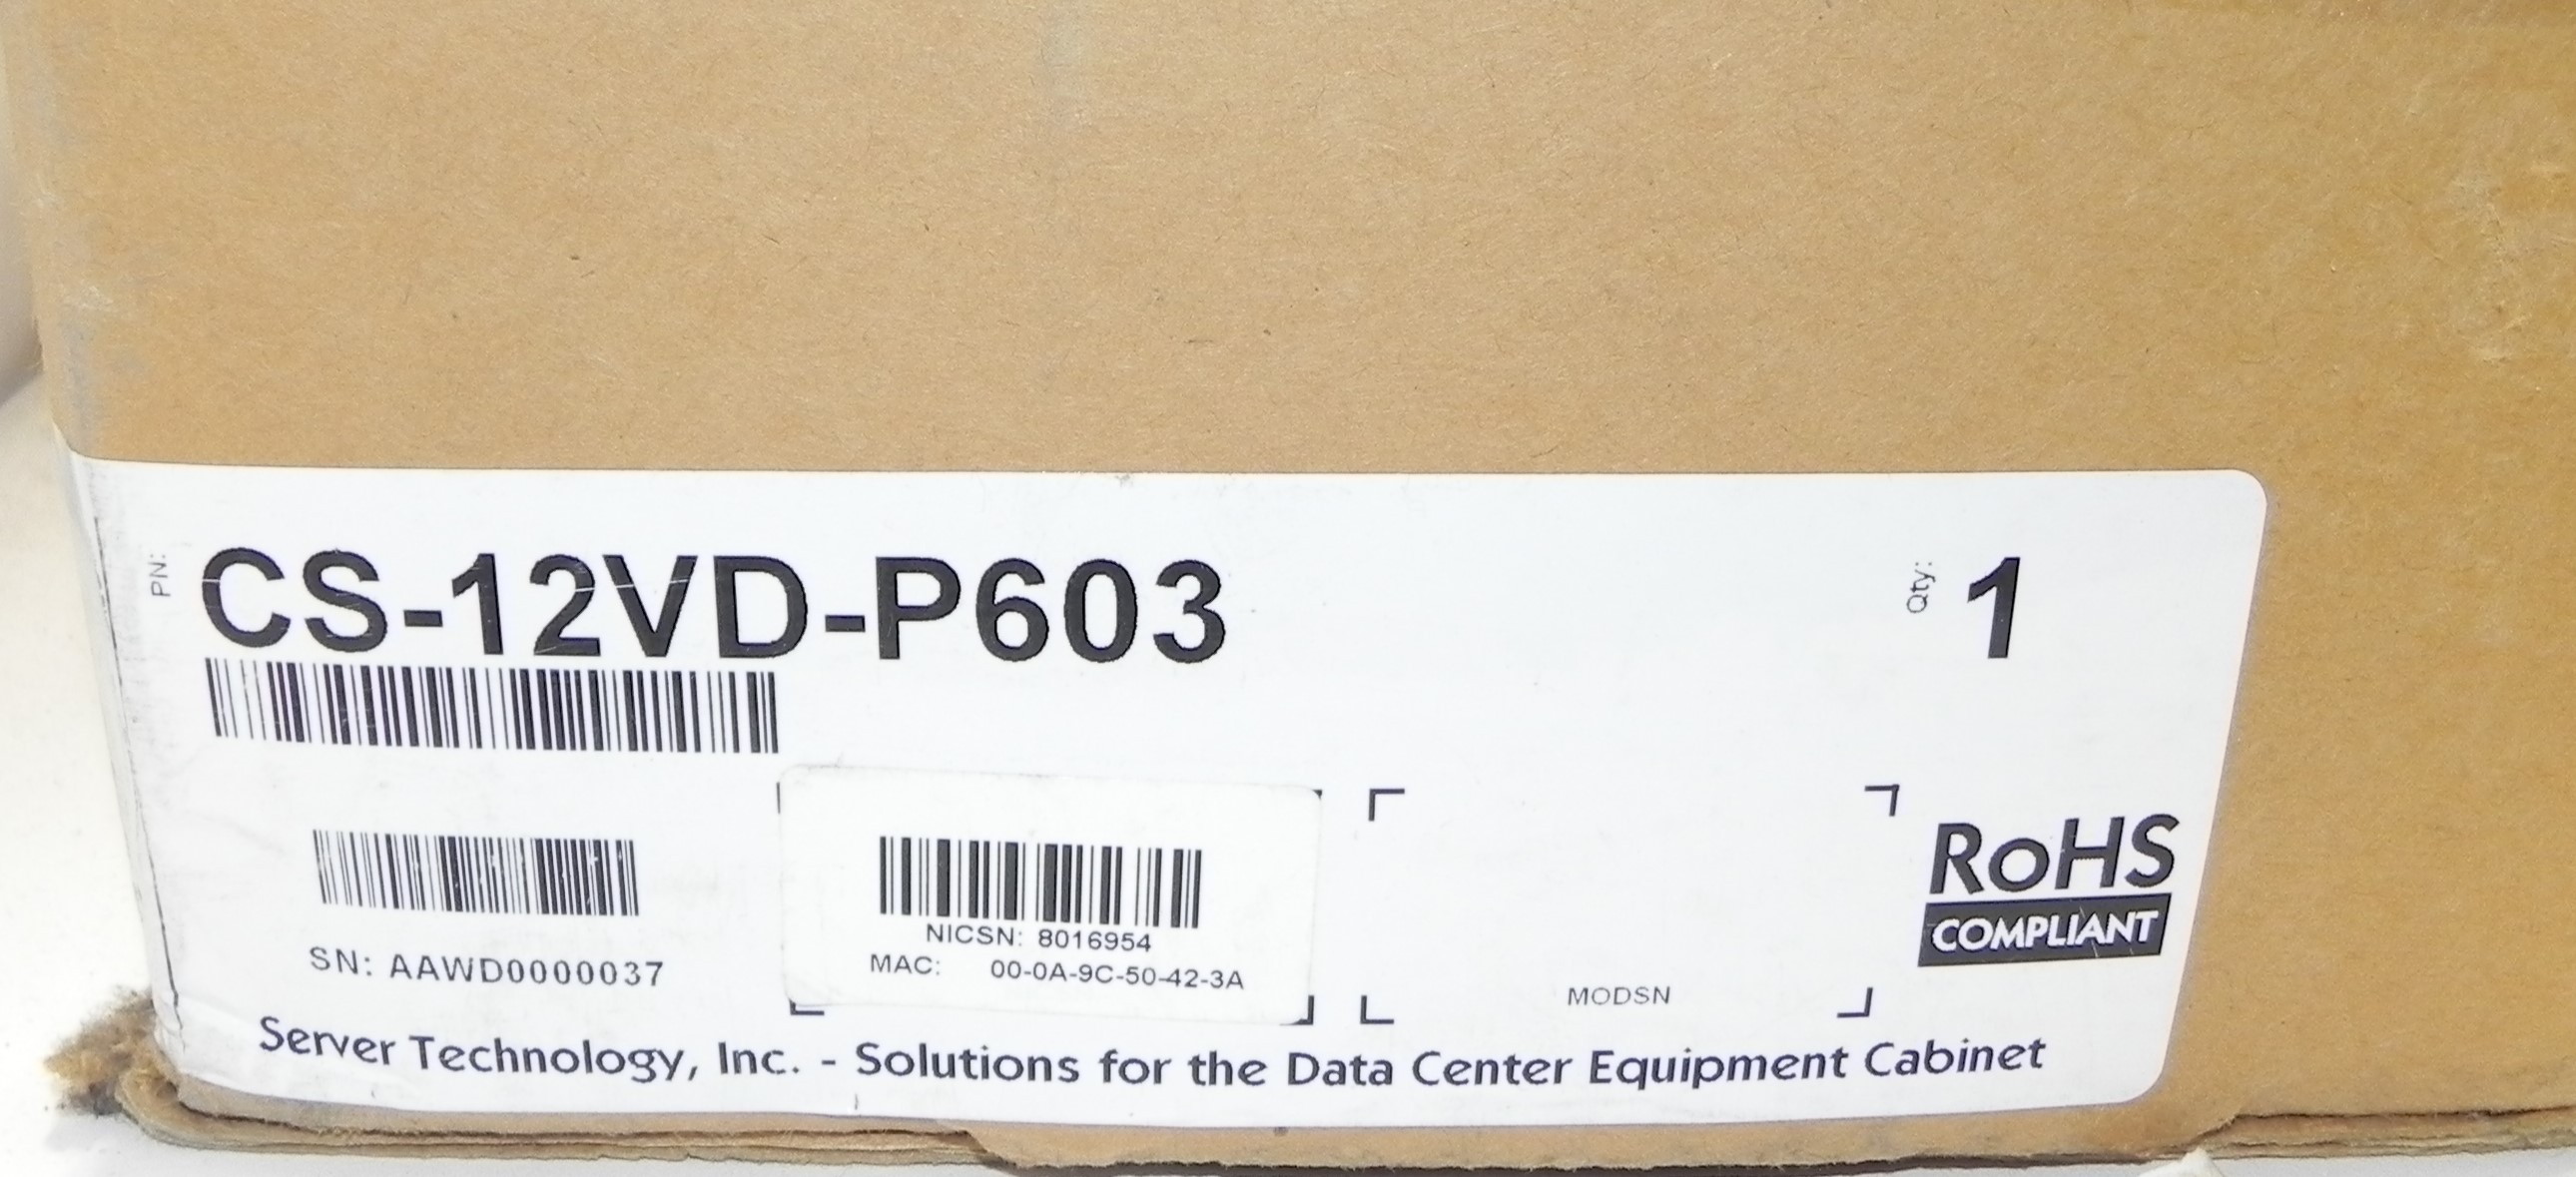 PN: CS-12VD-P603
Qty: 1
SN: AAWD0000037
NICSN: 8016954
MAC: 00-0A-9C-50-42-3A
MODSN
RoHS
COMPLIANT
Server Technology, Inc. - Solutions for the Data Center Equipment Cabinet